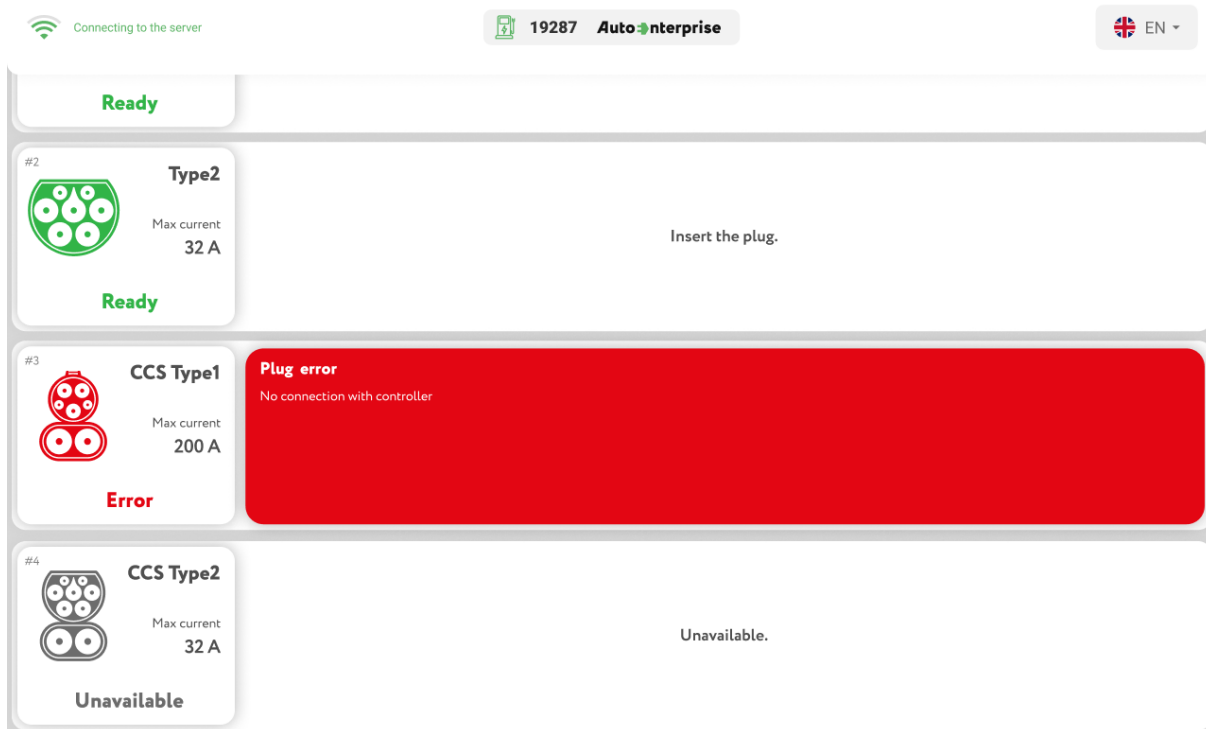 Connecting to the server
19287 Auto Enterprise
EN
Ready
#2
Type2
Max current
32 A
Ready
Insert the plug.
#3
CCS Type1
Max current
200 A
Error
Plug error
No connection with controller
#4
CCS Type2
Max current
32 A
Unavailable
Unavailable.